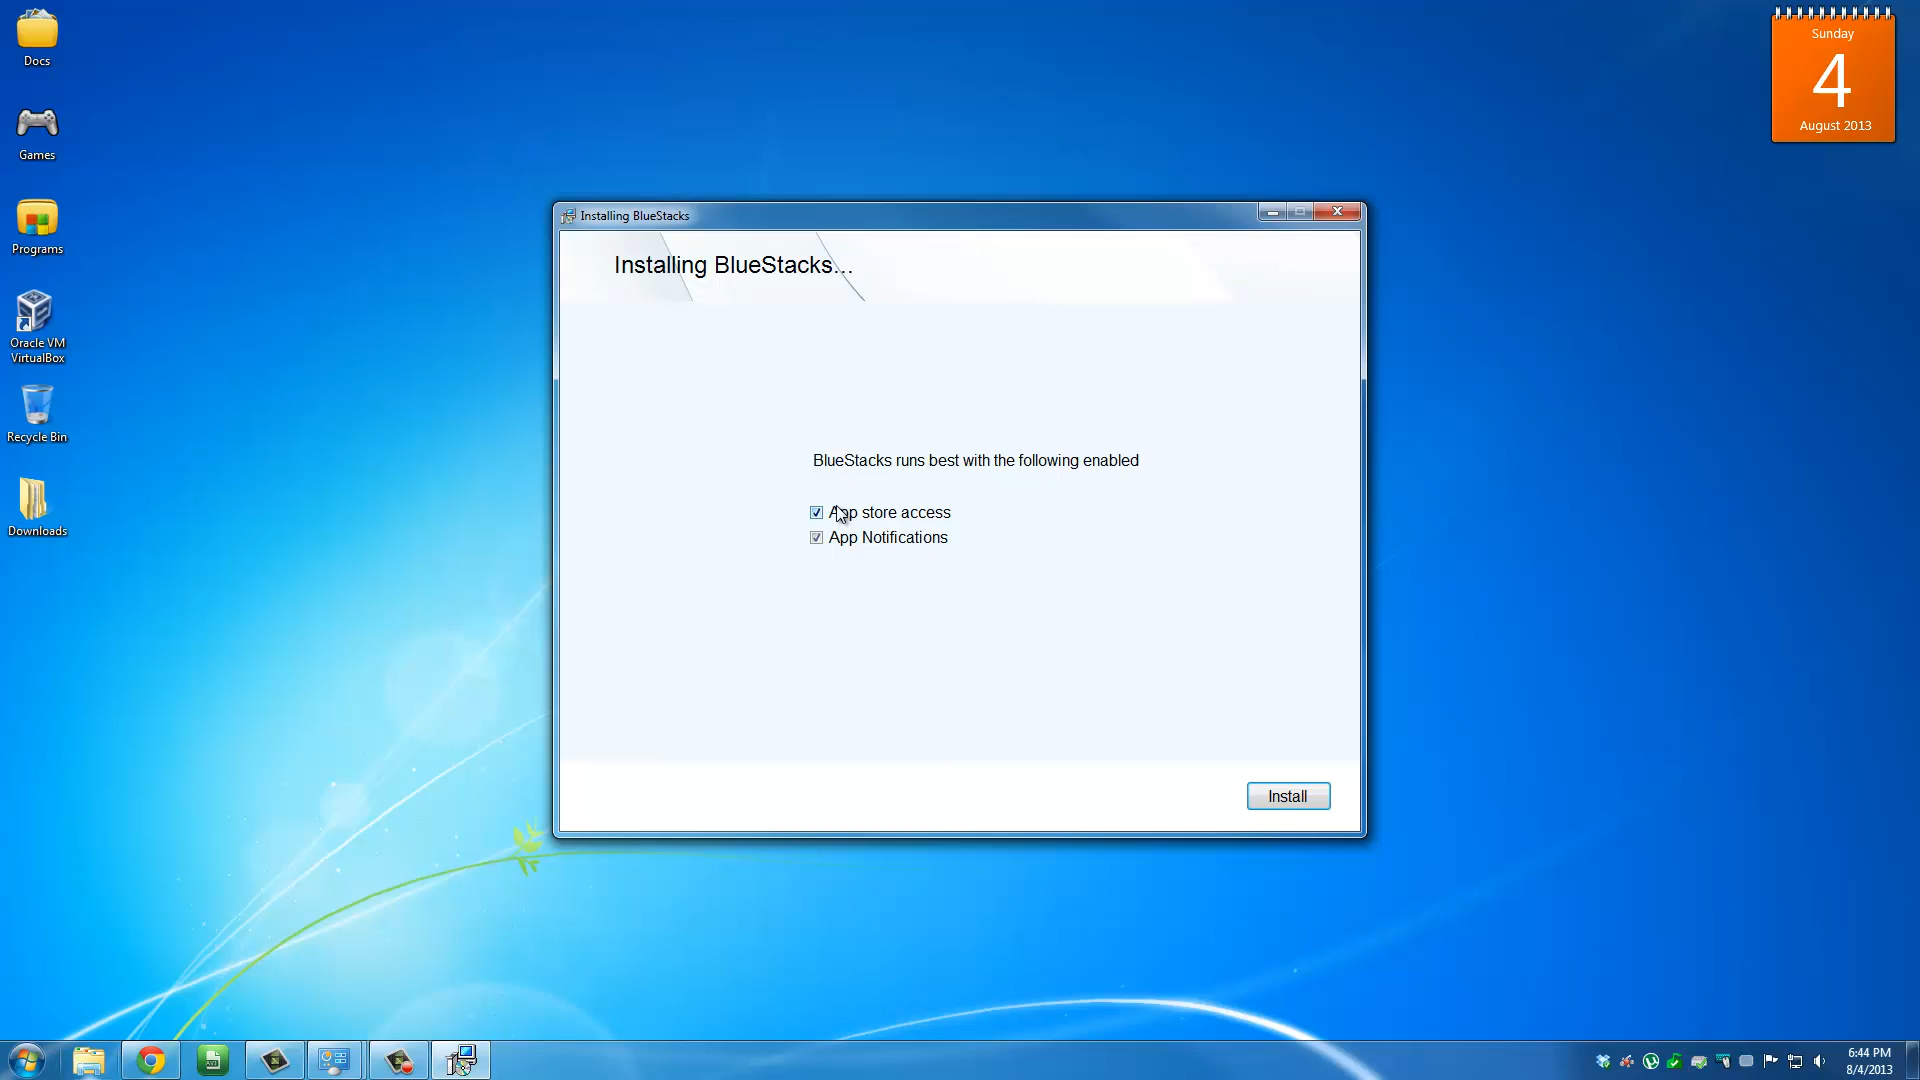 Docs
Games
Programs
Oracle VM
VirtualBox
Recycle Bin
Downloads
Sunday
4
August 2013
Installing BlueStacks
Installing BlueStacks...
BlueStacks runs best with the following enabled
App store access
App Notifications
Install
6:44 PM
8/4/2013